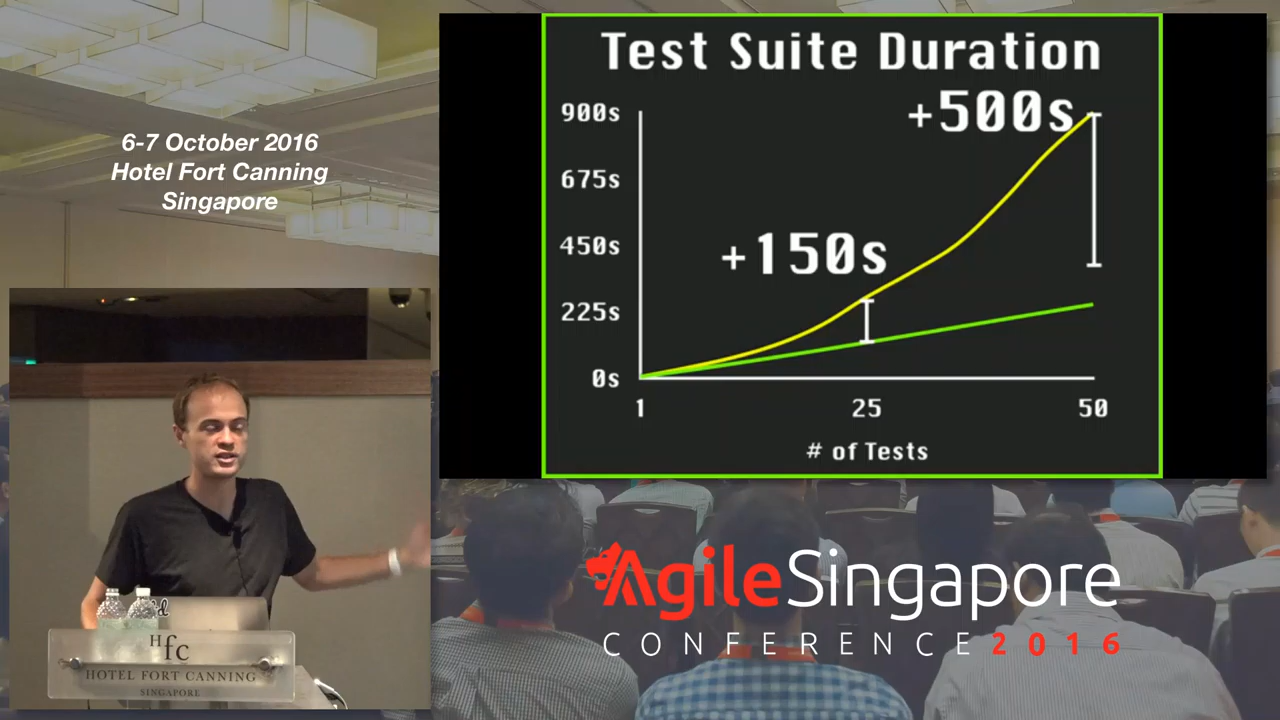 6-7 October 2016
Hotel Fort Canning
Singapore
Test Suite Duration
+500s
900s
675s
+150s
450s
225s
0s
1
25
50
# of Tests
Hfc
HOTEL FORT CANNING
SINGAPORE
AgileSingapore
CONFERENCE 2016